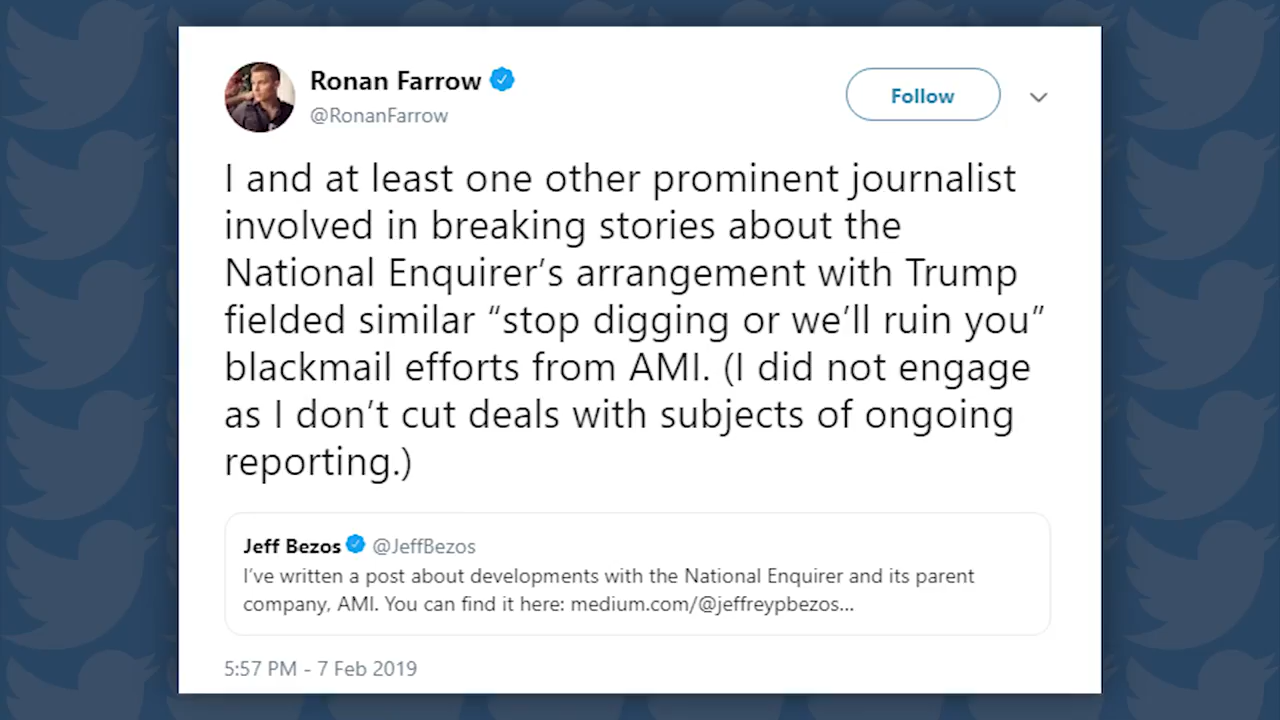 Ronan Farrow
@RonanFarrow
Follow
I and at least one other prominent journalist
involved in breaking stories about the
National Enquirer’s arrangement with Trump
fielded similar “stop digging or we’ll ruin you”
blackmail efforts from AMI. (I did not engage
as I don’t cut deals with subjects of ongoing
reporting.)
Jeff Bezos @JeffBezos
I’ve written a post about developments with the National Enquirer and its parent
company, AMI. You can find it here: medium.com/@jeffreypbezos...
5:57 PM - 7 Feb 2019